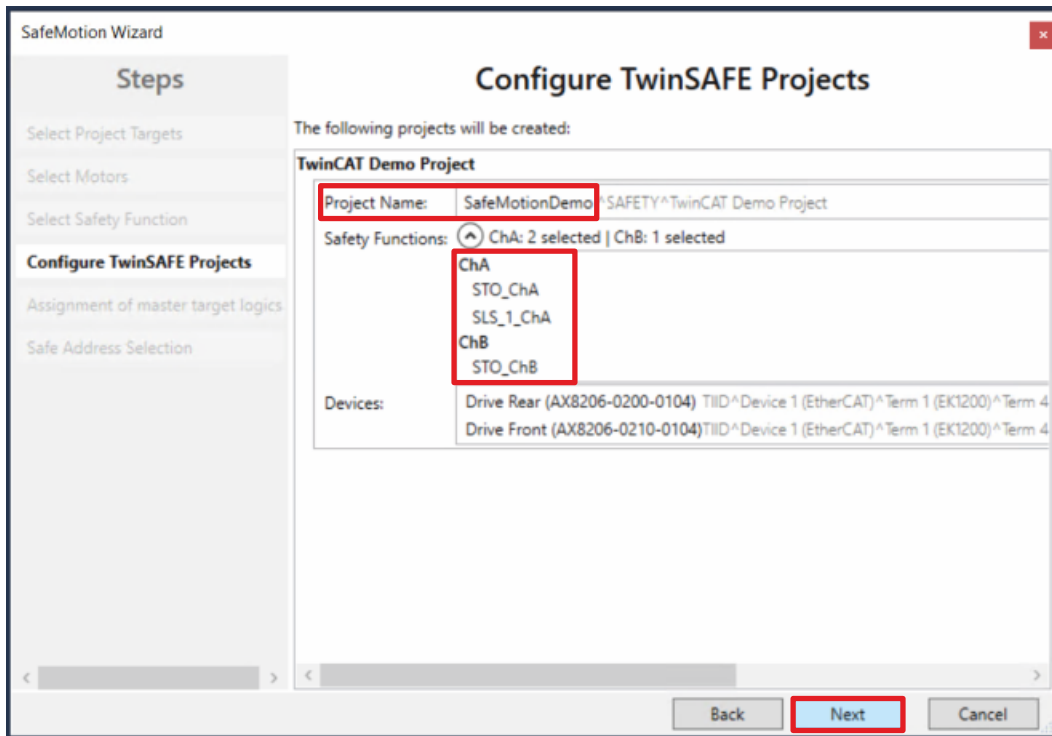 SafeMotion Wizard
Steps
Select Project Targets
Select Motors
Select Safety Function
Configure TwinSAFE Projects
Assignment of master target logics
Safe Address Selection
Configure TwinSAFE Projects
The following projects will be created:
TwinCAT Demo Project
Project Name: SafeMotionDemo ^SAFETY^TwinCAT Demo Project
Safety Functions: ChA: 2 selected | ChB: 1 selected
ChA
STO_ChA
SLS_1_ChA
ChB
STO_ChB
Devices: Drive Rear (AX8206-0200-0104) TIID^Device 1 (EtherCAT)^Term 1 (EK1200)^Term 4
Drive Front (AX8206-0210-0104)TIID^Device 1 (EtherCAT)^Term 1 (EK1200)^Term 4
Back Next Cancel